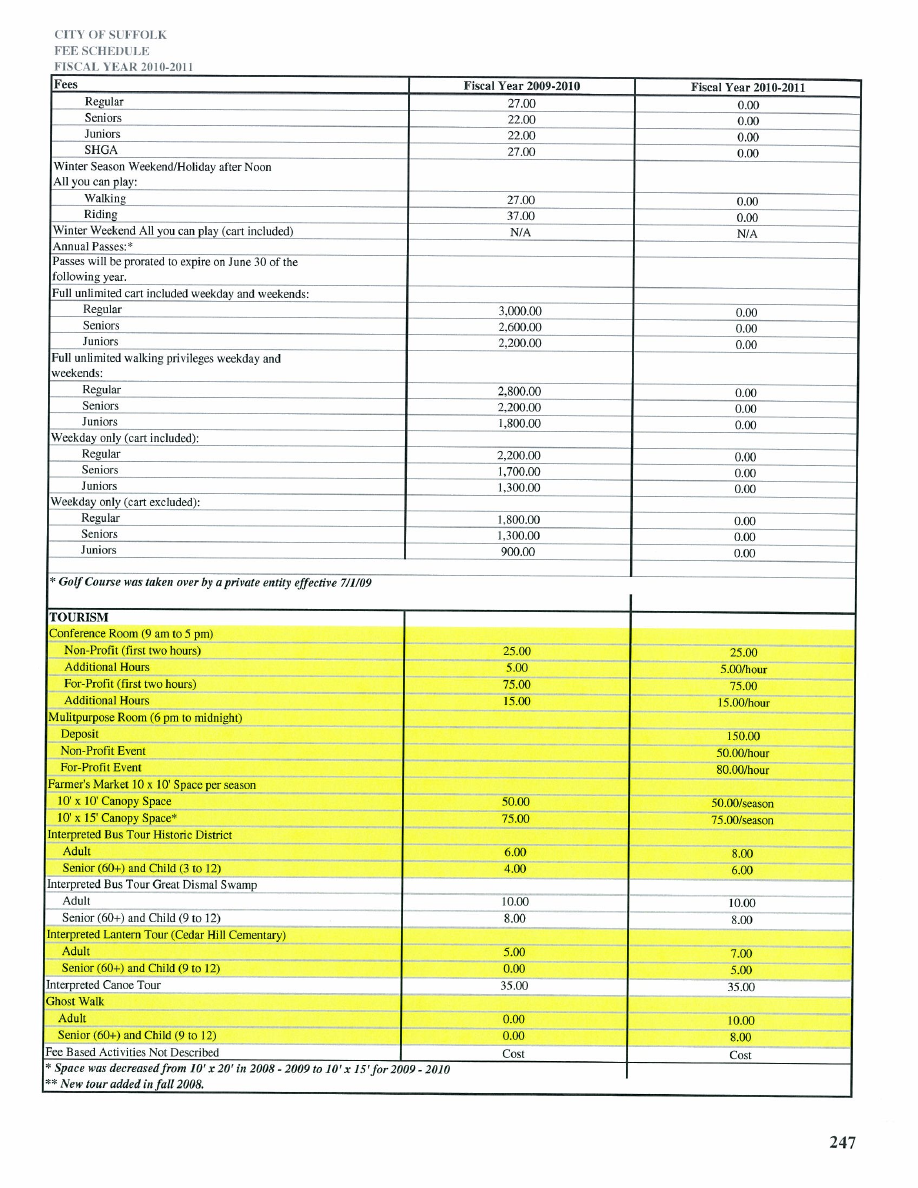 CITY OF SUFFOLK
FEE SCHEDULE
FISCAL YEAR 2010-2011
Fees Fiscal Year 2009-2010 Fiscal Year 2010-2011
Regular 27.00 0.00
Seniors 22.00 0.00
Juniors 22.00 0.00
SHGA 27.00 0.00
Winter Season Weekend/Holiday after Noon
All you can play:
Walking 27.00 0.00
Riding 37.00 0.00
Winter Weekend All you can play (cart included) N/A N/A
Annual Passes:*
Passes will be prorated to expire on June 30 of the
following year.
Full unlimited cart included weekday and weekends:
Regular 3,000.00 0.00
Seniors 2,600.00 0.00
Juniors 2,200.00 0.00
Full unlimited walking privileges weekday and
weekends:
Regular 2,800.00 0.00
Seniors 2,200.00 0.00
Juniors 1,800.00 0.00
Weekday only (cart included):
Regular 2,200.00 0.00
Seniors 1,700.00 0.00
Juniors 1,300.00 0.00
Weekday only (cart excluded):
Regular 1,800.00 0.00
Seniors 1,300.00 0.00
Juniors 900.00 0.00
* Golf Course was taken over by a private entity effective 7/1/09
TOURISM
Conference Room (9 am to 5 pm)
Non-Profit (first two hours) 25.00 25.00
Additional Hours 5.00 5.00/hour
For-Profit (first two hours) 75.00 75.00
Additional Hours 15.00 15.00/hour
Mulitpurpose Room (6 pm to midnight)
Deposit 150.00
Non-Profit Event 50.00/hour
For-Profit Event 80.00/hour
Farmer's Market 10 x 10' Space per season
10' x 10' Canopy Space 50.00 50.00/season
10' x 15' Canopy Space* 75.00 75.00/season
Interpreted Bus Tour Historic District
Adult 6.00 8.00
Senior (60+) and Child (3 to 12) 4.00 6.00
Interpreted Bus Tour Great Dismal Swamp
Adult 10.00 10.00
Senior (60+) and Child (9 to 12) 8.00 8.00
Interpreted Lantern Tour (Cedar Hill Cementary)
Adult 5.00 7.00
Senior (60+) and Child (9 to 12) 0.00 5.00
Interpreted Canoe Tour 35.00 35.00
Ghost Walk
Adult 0.00 10.00
Senior (60+) and Child (9 to 12) 0.00 8.00
Fee Based Activities Not Described Cost Cost
* Space was decreased from 10' x 20' in 2008 - 2009 to 10' x 15' for 2009 - 2010
** New tour added in fall 2008.
247